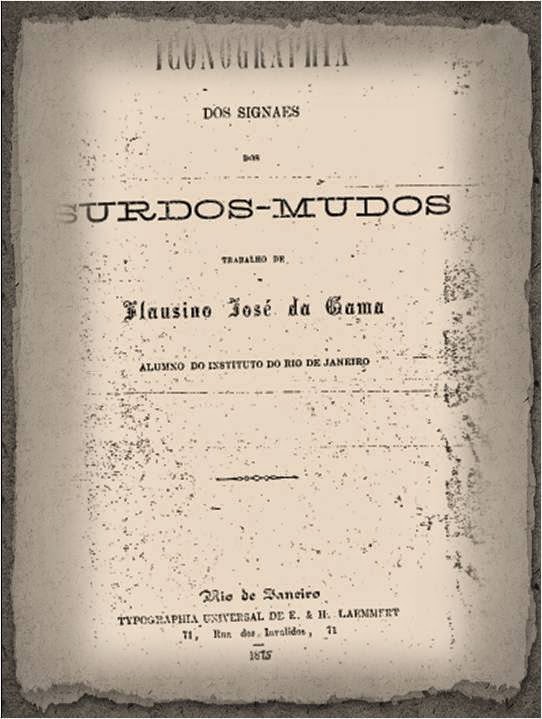 ICONOGRAPHIA
DOS SIGNAES
DOS
SURDOS-MUDOS
TRABALHO DE
Flausino José da Gama
ALUMNO DO INSTITUTO DO RIO DE JANEIRO
Rio de Janeiro
TYPOGRAPHIA UNIVERSAL DE E. & H. LAEMMERT
71, Rua dos Invalidos, 71
1875